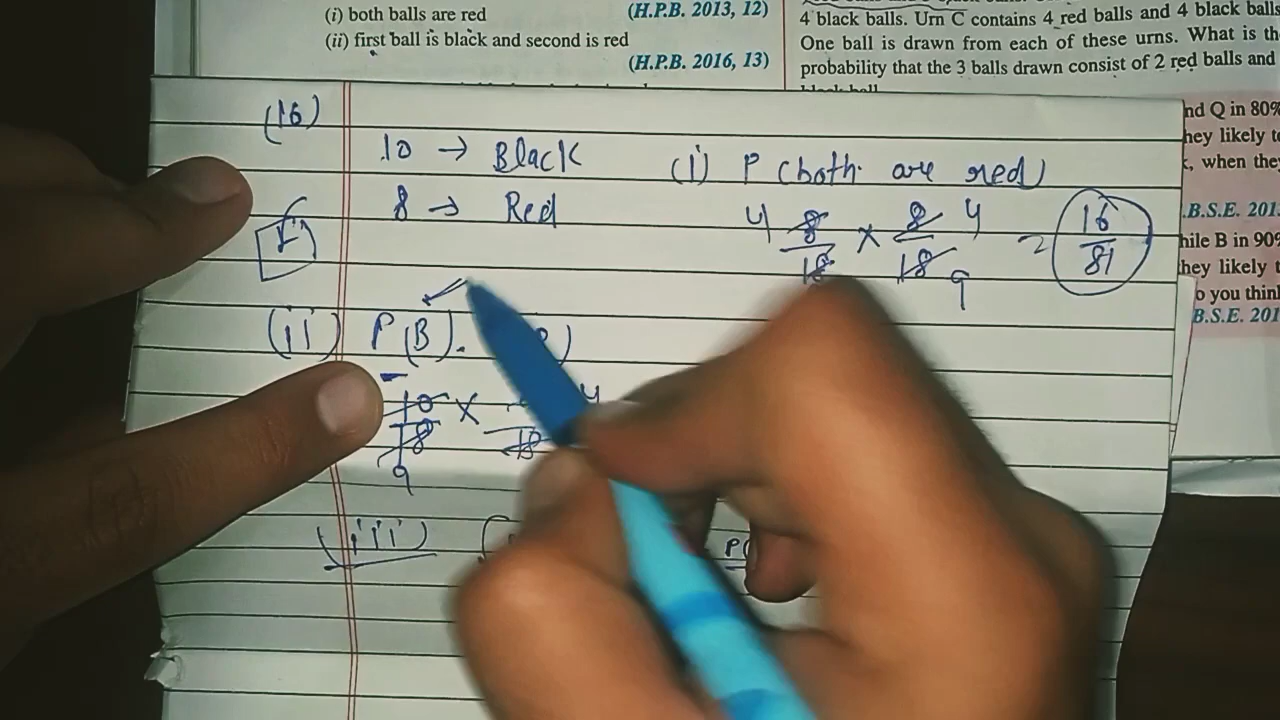 (i) both balls are red
(H.P.B. 2013, 12)
(ii) first ball is black and second is red
(H.P.B. 2016, 13)
4 black balls. Urn C contains 4 red balls and 4 black balls
One ball is drawn from each of these urns. What is th
probability that the 3 balls drawn consist of 2 red balls and
nd Q in 80%
hey likely t
, when they
.B.S.E. 201
hile B in 90%
hey likely t
o you think
B.S.E. 201
(16)
10 → Black
8 → Red
(i) P (both are red)
4 8/18 × 8/18 4 9 = 16/81
(ii) P(B).
10/18 × /18 4
9
(iii)
P(